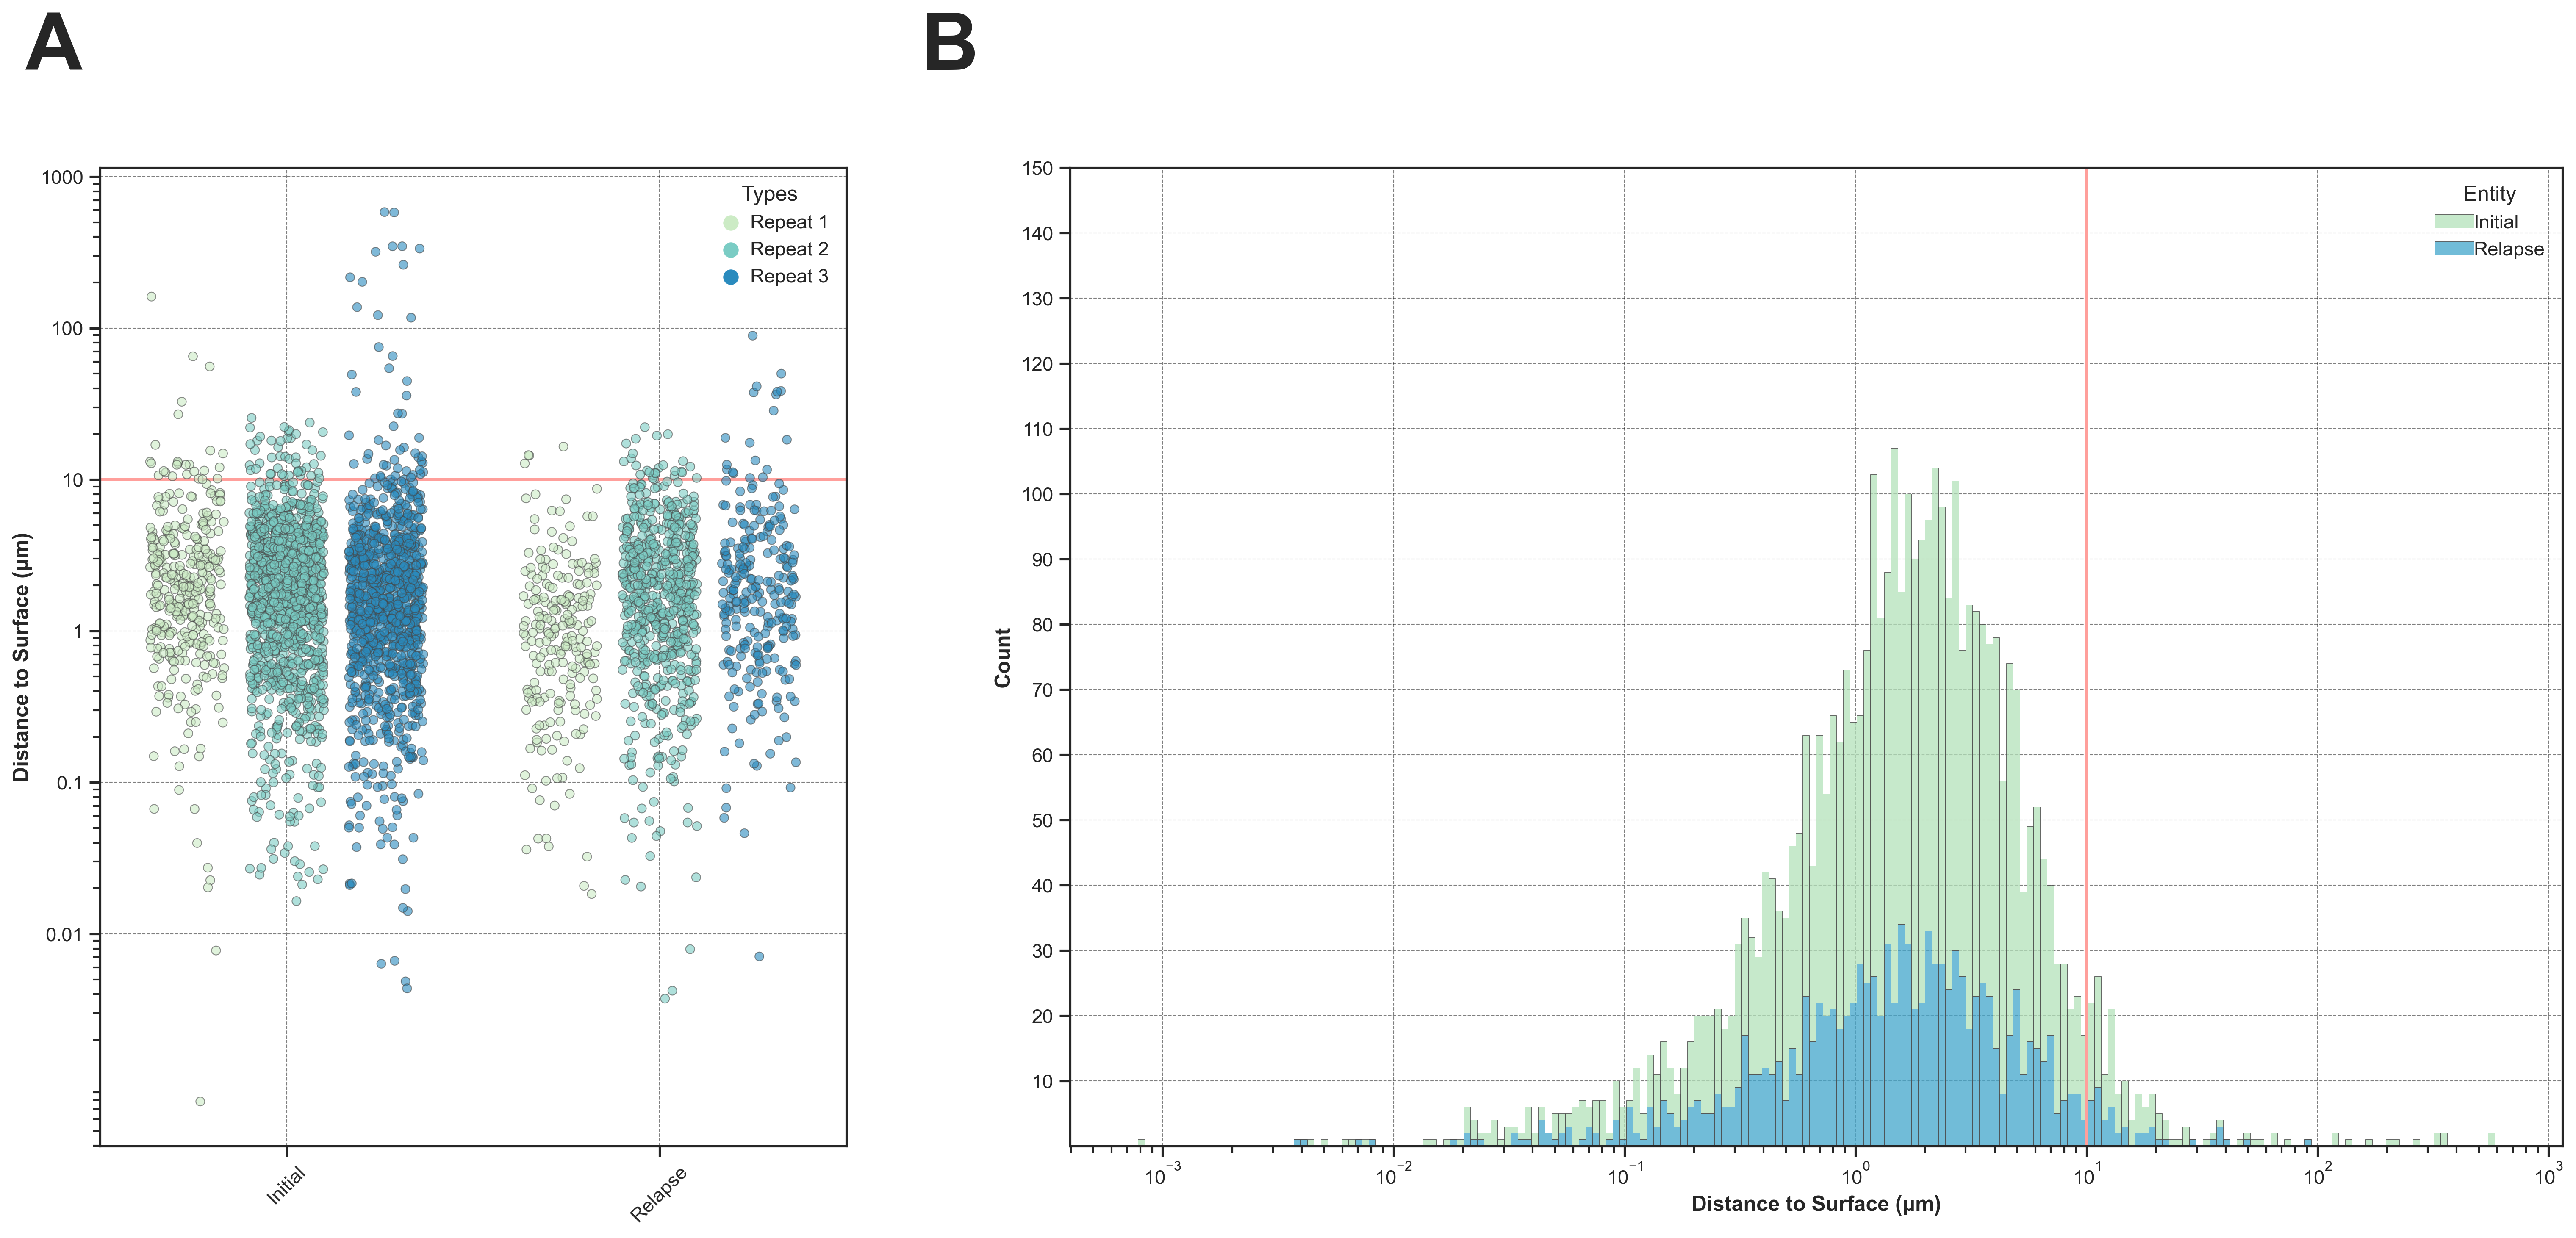 A
B
Distance to Surface (μm)
1000
100
10
1
0.1
0.01
Types
Repeat 1
Repeat 2
Repeat 3
Initial
Relapse
Count
150
140
130
120
110
100
90
80
70
60
50
40
30
20
10
Entity
Initial
Relapse
10⁻³
10⁻²
10⁻¹
10⁰
10¹
10²
10³
Distance to Surface (μm)